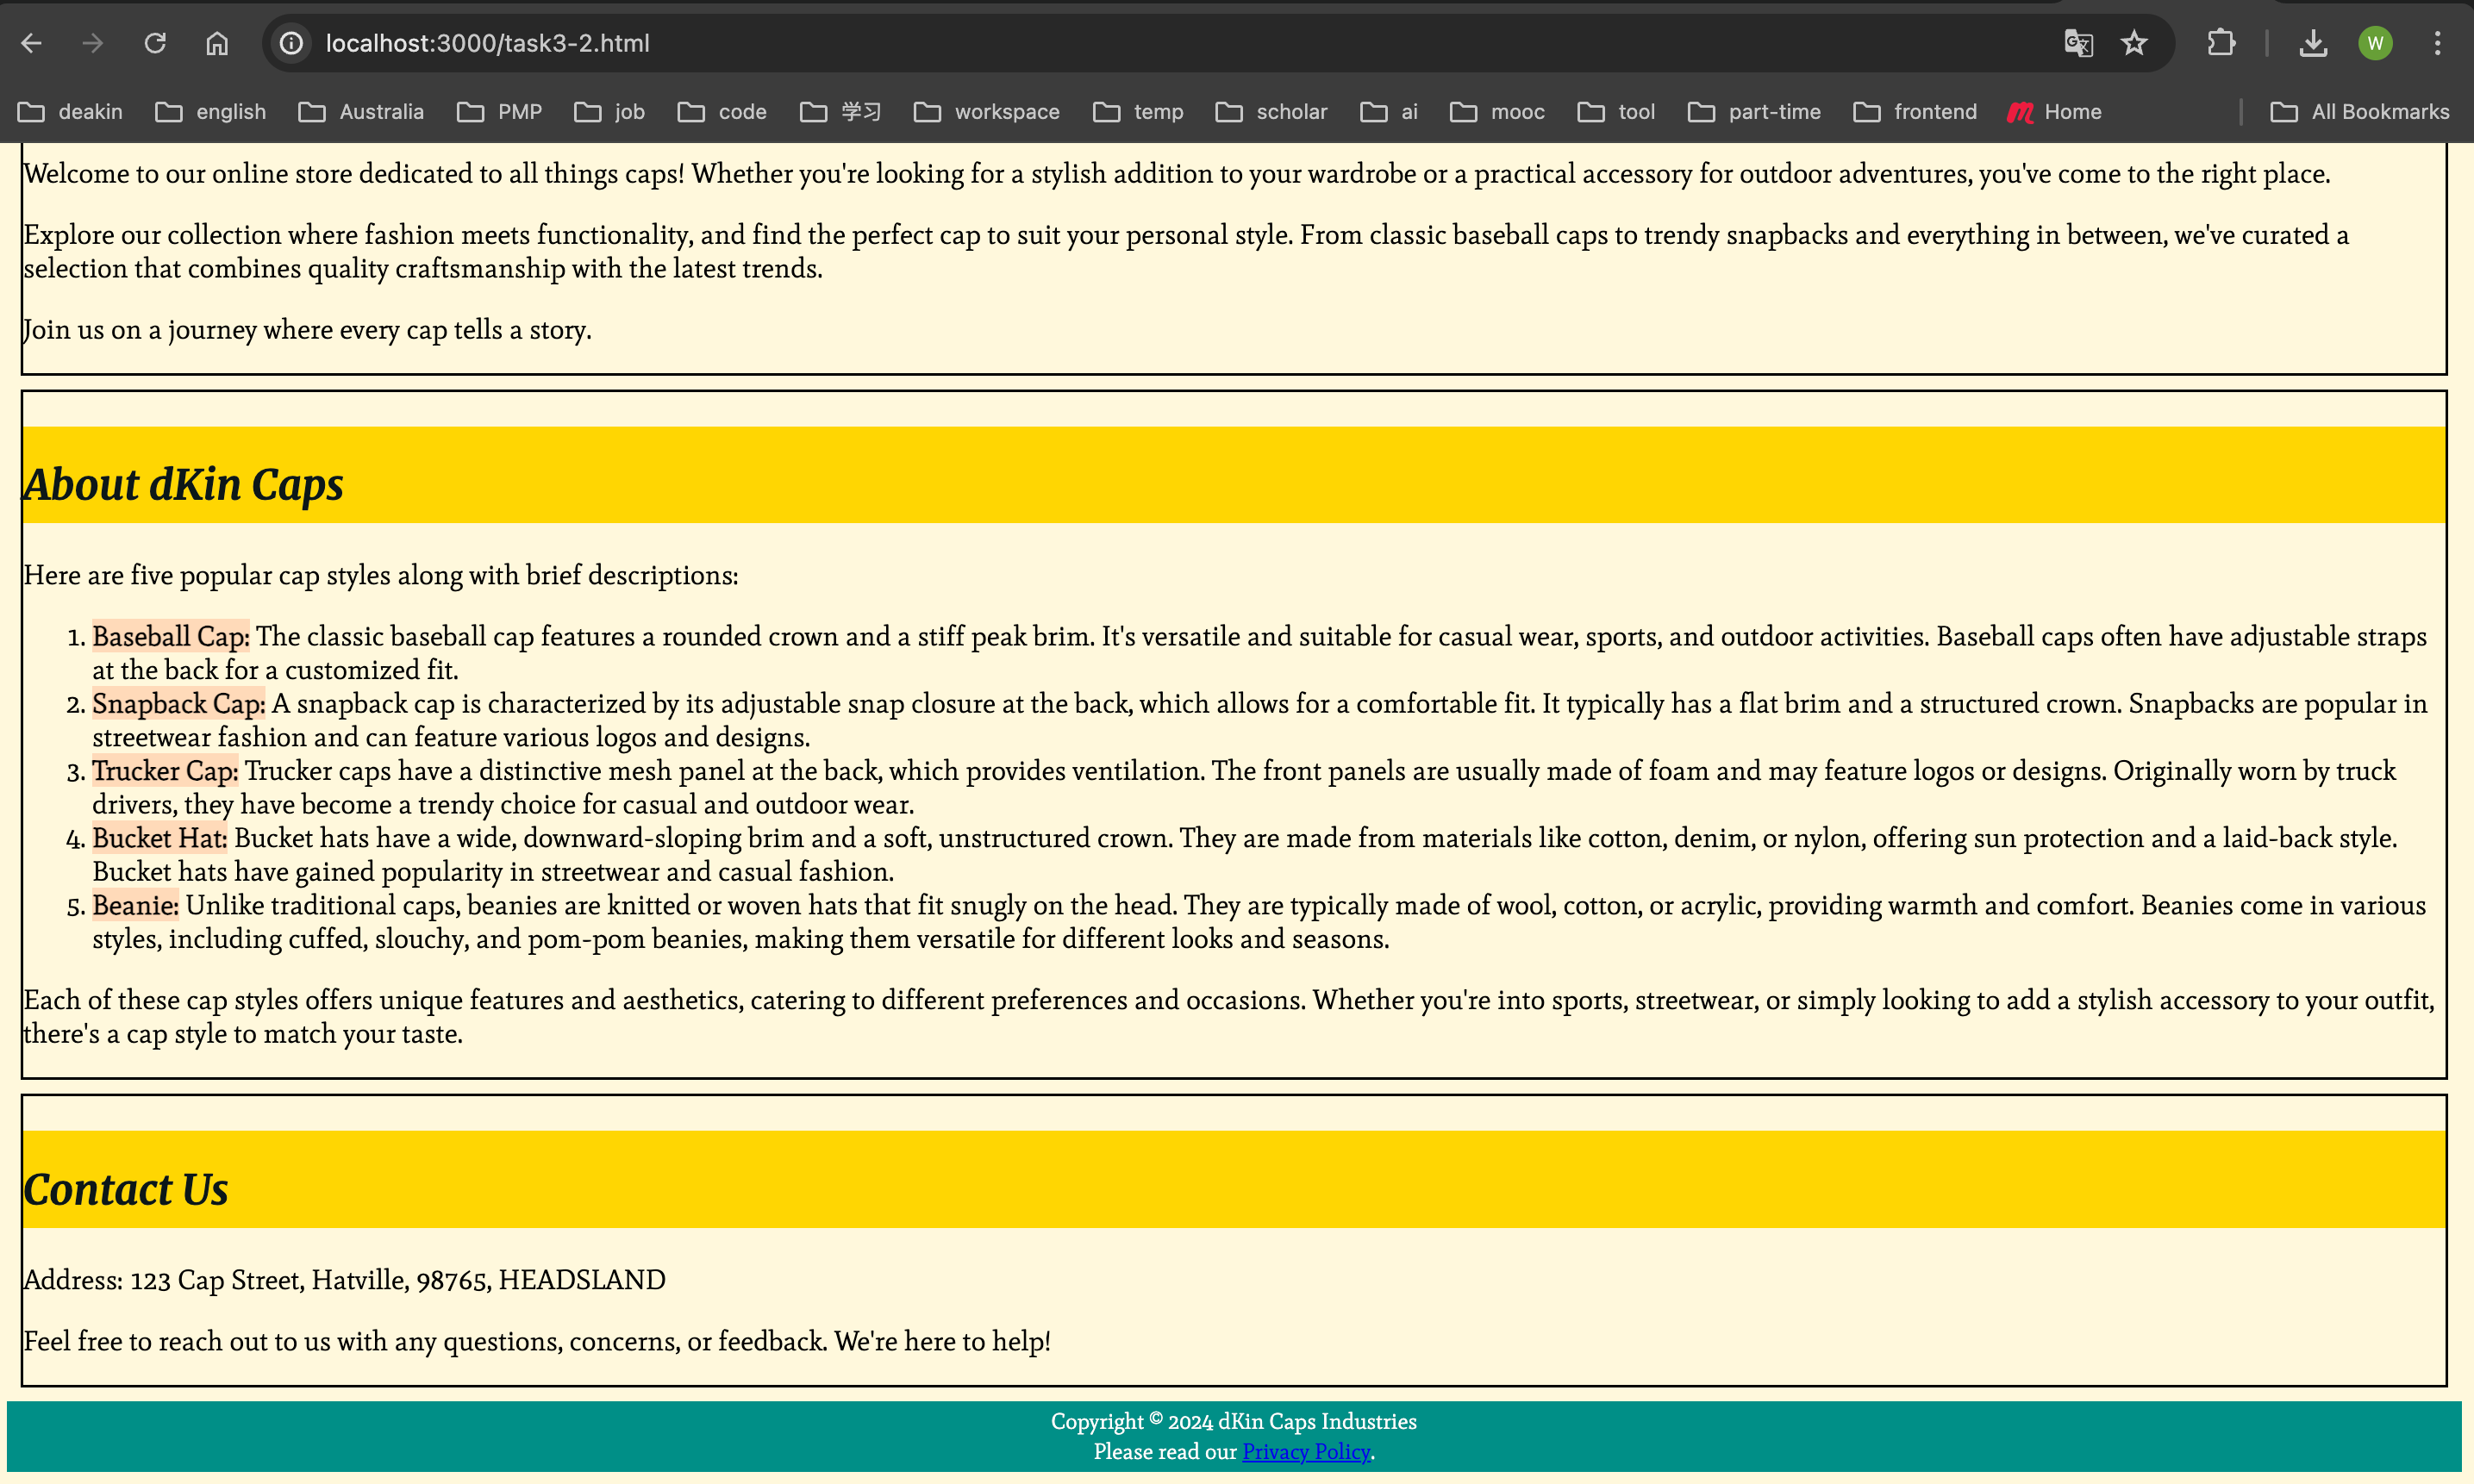 localhost:3000/task3-2.html
W
deakin english Australia PMP job code 学习 workspace temp scholar ai mooc tool part-time frontend Home All Bookmarks
Welcome to our online store dedicated to all things caps! Whether you're looking for a stylish addition to your wardrobe or a practical accessory for outdoor adventures, you've come to the right place.
Explore our collection where fashion meets functionality, and find the perfect cap to suit your personal style. From classic baseball caps to trendy snapbacks and everything in between, we've curated a
selection that combines quality craftsmanship with the latest trends.
Join us on a journey where every cap tells a story.
About dKin Caps
Here are five popular cap styles along with brief descriptions:
1. Baseball Cap: The classic baseball cap features a rounded crown and a stiff peak brim. It's versatile and suitable for casual wear, sports, and outdoor activities. Baseball caps often have adjustable straps
at the back for a customized fit.
2. Snapback Cap: A snapback cap is characterized by its adjustable snap closure at the back, which allows for a comfortable fit. It typically has a flat brim and a structured crown. Snapbacks are popular in
streetwear fashion and can feature various logos and designs.
3. Trucker Cap: Trucker caps have a distinctive mesh panel at the back, which provides ventilation. The front panels are usually made of foam and may feature logos or designs. Originally worn by truck
drivers, they have become a trendy choice for casual and outdoor wear.
4. Bucket Hat: Bucket hats have a wide, downward-sloping brim and a soft, unstructured crown. They are made from materials like cotton, denim, or nylon, offering sun protection and a laid-back style.
Bucket hats have gained popularity in streetwear and casual fashion.
5. Beanie: Unlike traditional caps, beanies are knitted or woven hats that fit snugly on the head. They are typically made of wool, cotton, or acrylic, providing warmth and comfort. Beanies come in various
styles, including cuffed, slouchy, and pom-pom beanies, making them versatile for different looks and seasons.
Each of these cap styles offers unique features and aesthetics, catering to different preferences and occasions. Whether you're into sports, streetwear, or simply looking to add a stylish accessory to your outfit,
there's a cap style to match your taste.
Contact Us
Address: 123 Cap Street, Hatville, 98765, HEADSLAND
Feel free to reach out to us with any questions, concerns, or feedback. We're here to help!
Copyright © 2024 dKin Caps Industries
Please read our Privacy Policy.